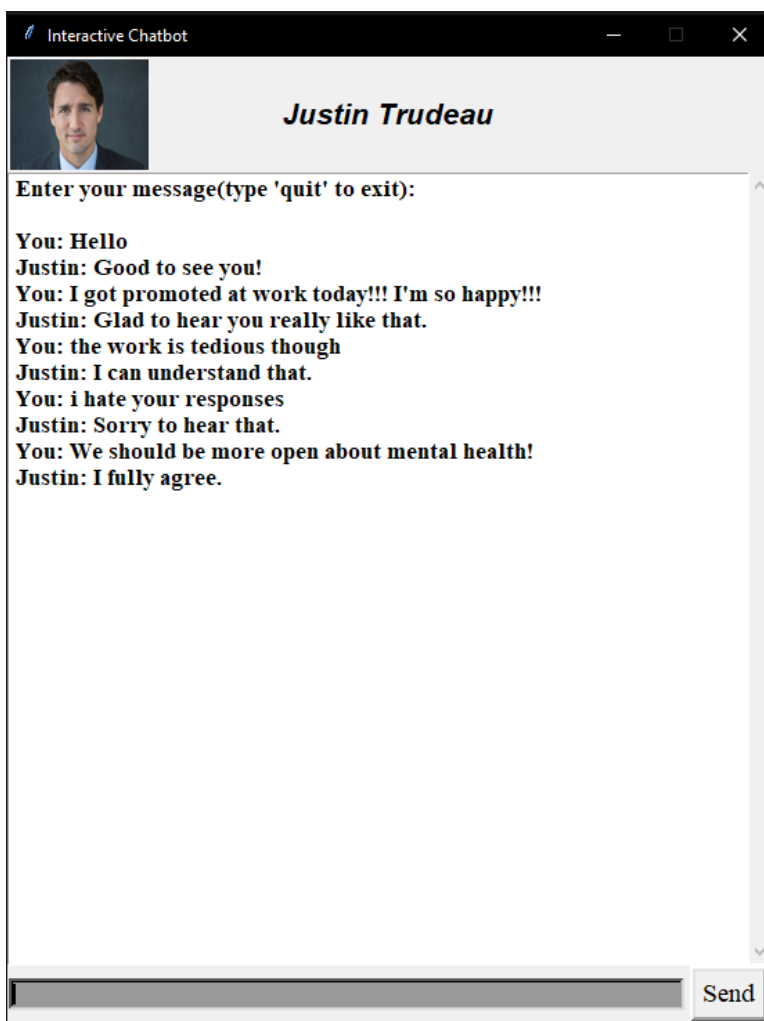 Interactive Chatbot
Justin Trudeau
Enter your message(type 'quit' to exit):
You: Hello
Justin: Good to see you!
You: I got promoted at work today!!! I'm so happy!!!
Justin: Glad to hear you really like that.
You: the work is tedious though
Justin: I can understand that.
You: i hate your responses
Justin: Sorry to hear that.
You: We should be more open about mental health!
Justin: I fully agree.
Send